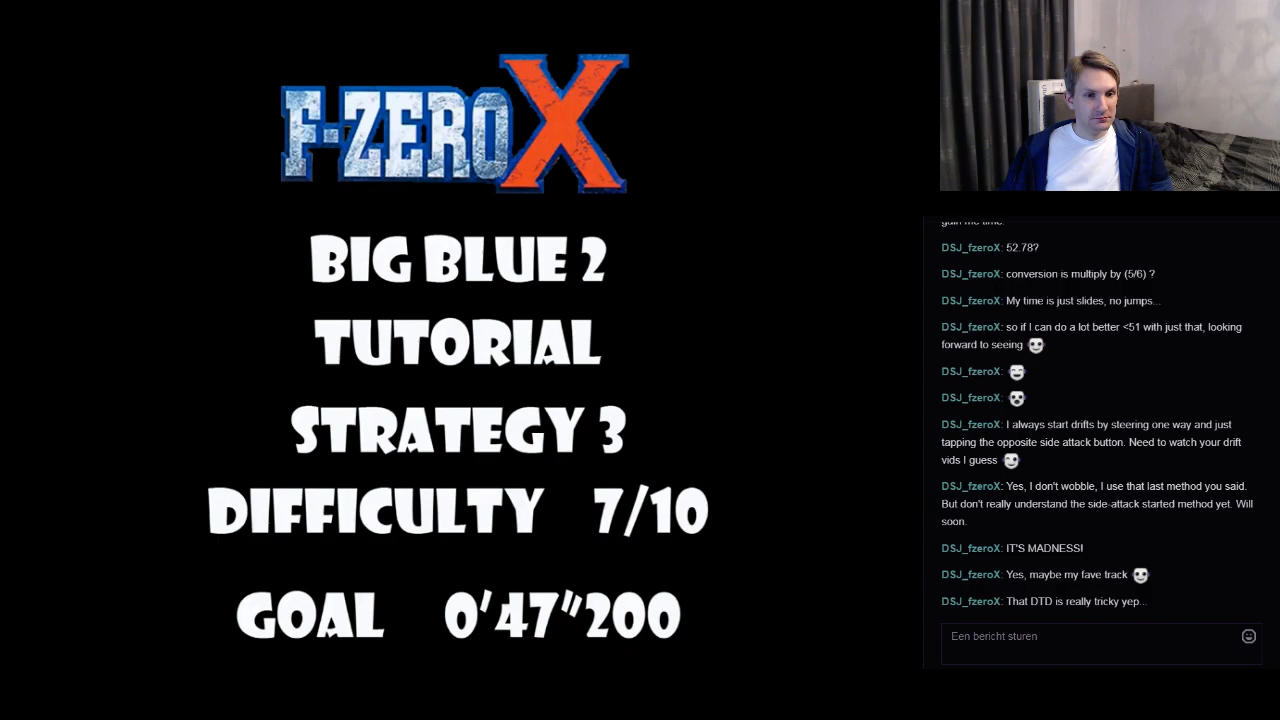 F-ZERO X
BIG BLUE 2
TUTORIAL
STRATEGY 3
DIFFICULTY 7/10
GOAL 0'47"200
DSJ_fzeroX: 52.78?
DSJ_fzeroX: conversion is multiply by (5/6) ?
DSJ_fzeroX: My time is just slides, no jumps...
DSJ_fzeroX: so if I can do a lot better <51 with just that, looking
forward to seeing
DSJ_fzeroX:
DSJ_fzeroX:
DSJ_fzeroX: I always start drifts by steering one way and just
tapping the opposite side attack button. Need to watch your drift
vids I guess
DSJ_fzeroX: Yes, I don't wobble, I use that last method you said.
But don't really understand the side-attack started method yet. Will
soon.
DSJ_fzeroX: IT'S MADNESS!
DSJ_fzeroX: Yes, maybe my fave track
DSJ_fzeroX: That DTD is really tricky yep...
Een bericht sturen